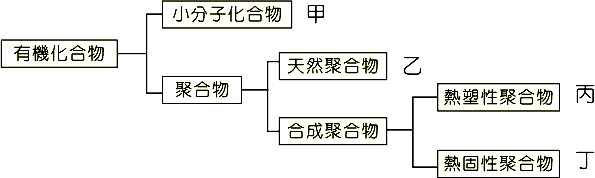 小分子化合物 甲
有機化合物
天然聚合物 乙
聚合物
熱塑性聚合物 丙
合成聚合物
熱固性聚合物 丁